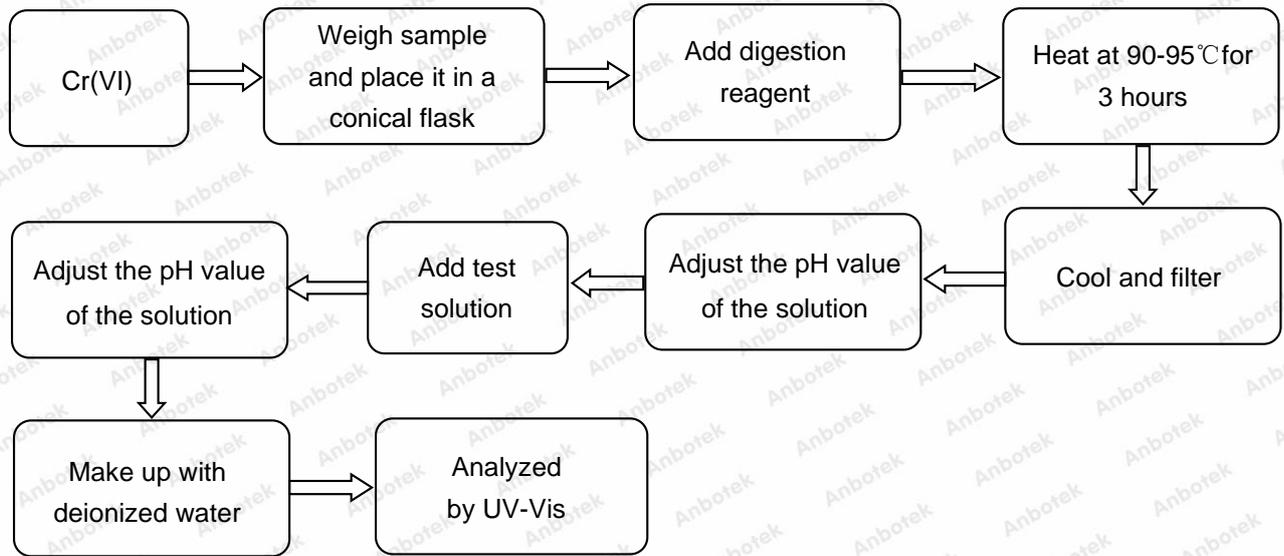 Cr(VI)
Weigh sample
and place it in a
conical flask
Add digestion
reagent
Heat at 90-95℃for
3 hours
Cool and filter
Adjust the pH value
of the solution
Add test
solution
Adjust the pH value
of the solution
Make up with
deionized water
Analyzed
by UV-Vis
Anbotek